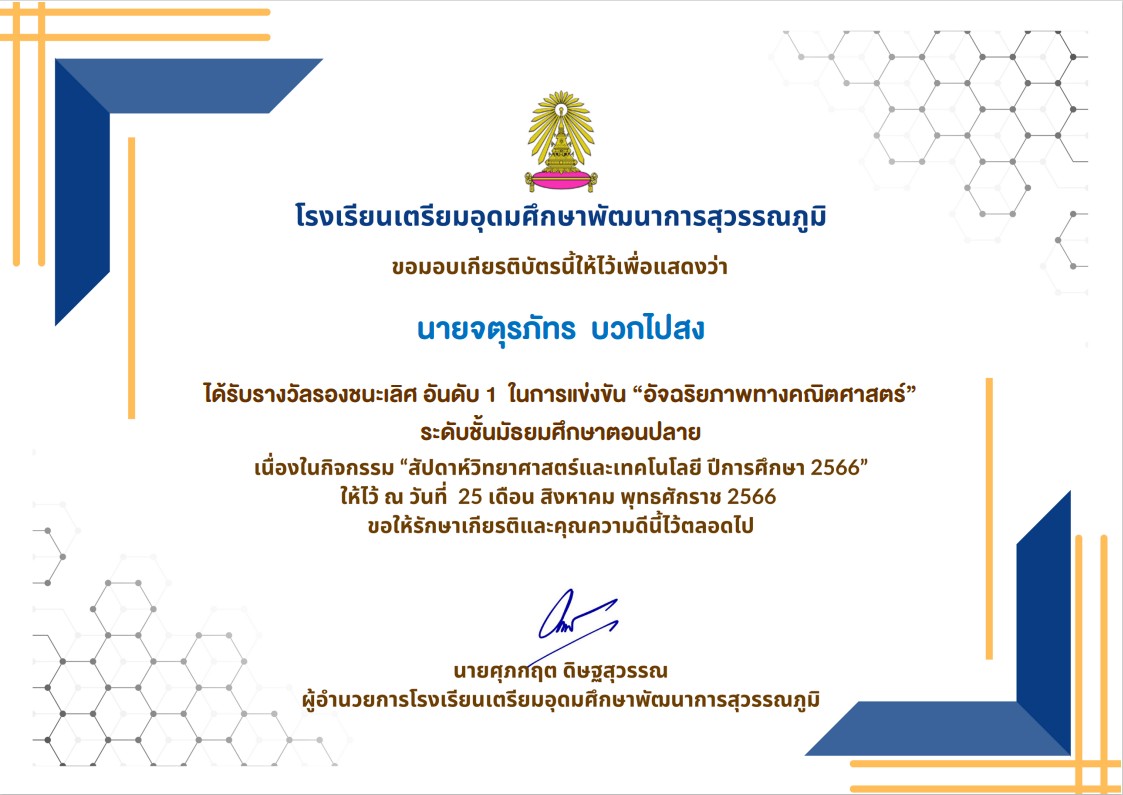 โรงเรียนเตรียมอุดมศึกษาพัฒนาการสุวรรณภูมิ
ขอมอบเกียรติบัตรนี้ให้ไว้เพื่อแสดงว่า
นายจตุรภัทร บวกไปสง
ได้รับรางวัลรองชนะเลิศ อันดับ 1 ในการแข่งขัน “อัจฉริยภาพทางคณิตศาสตร์”
ระดับชั้นมัธยมศึกษาตอนปลาย
เนื่องในกิจกรรม “สัปดาห์วิทยาศาสตร์และเทคโนโลยี ปีการศึกษา 2566”
ให้ไว้ ณ วันที่ 25 เดือน สิงหาคม พุทธศักราช 2566
ขอให้รักษาเกียรติและคุณความดีนี้ไว้ตลอดไป
นายศุภกฤต ดิษฐสุวรรณ
ผู้อำนวยการโรงเรียนเตรียมอุดมศึกษาพัฒนาการสุวรรณภูมิ